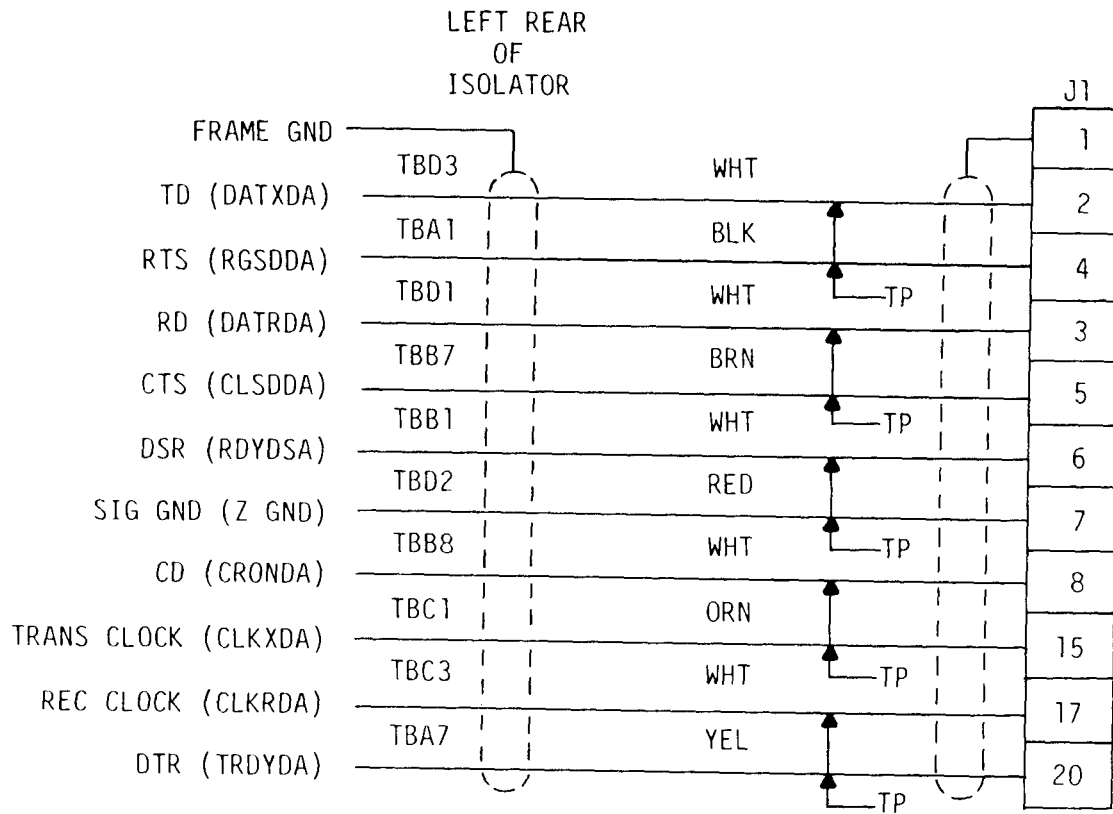 LEFT REAR
OF
ISOLATOR
J1
FRAME GND 1
TBD3 WHT
TD (DATXDA) 2
TBA1 BLK
RTS (RGSDDA) 4
TBD1 WHT TP
RD (DATRDA) 3
TBB7 BRN
CTS (CLSDDA) 5
TBB1 WHT TP
DSR (RDYDSA) 6
TBD2 RED
SIG GND (Z GND) 7
TBB8 WHT TP
CD (CRONDA) 8
TBC1 ORN
TRANS CLOCK (CLKXDA) 15
TBC3 WHT TP
REC CLOCK (CLKRDA) 17
TBA7 YEL
DTR (TRDYDA) 20
TP